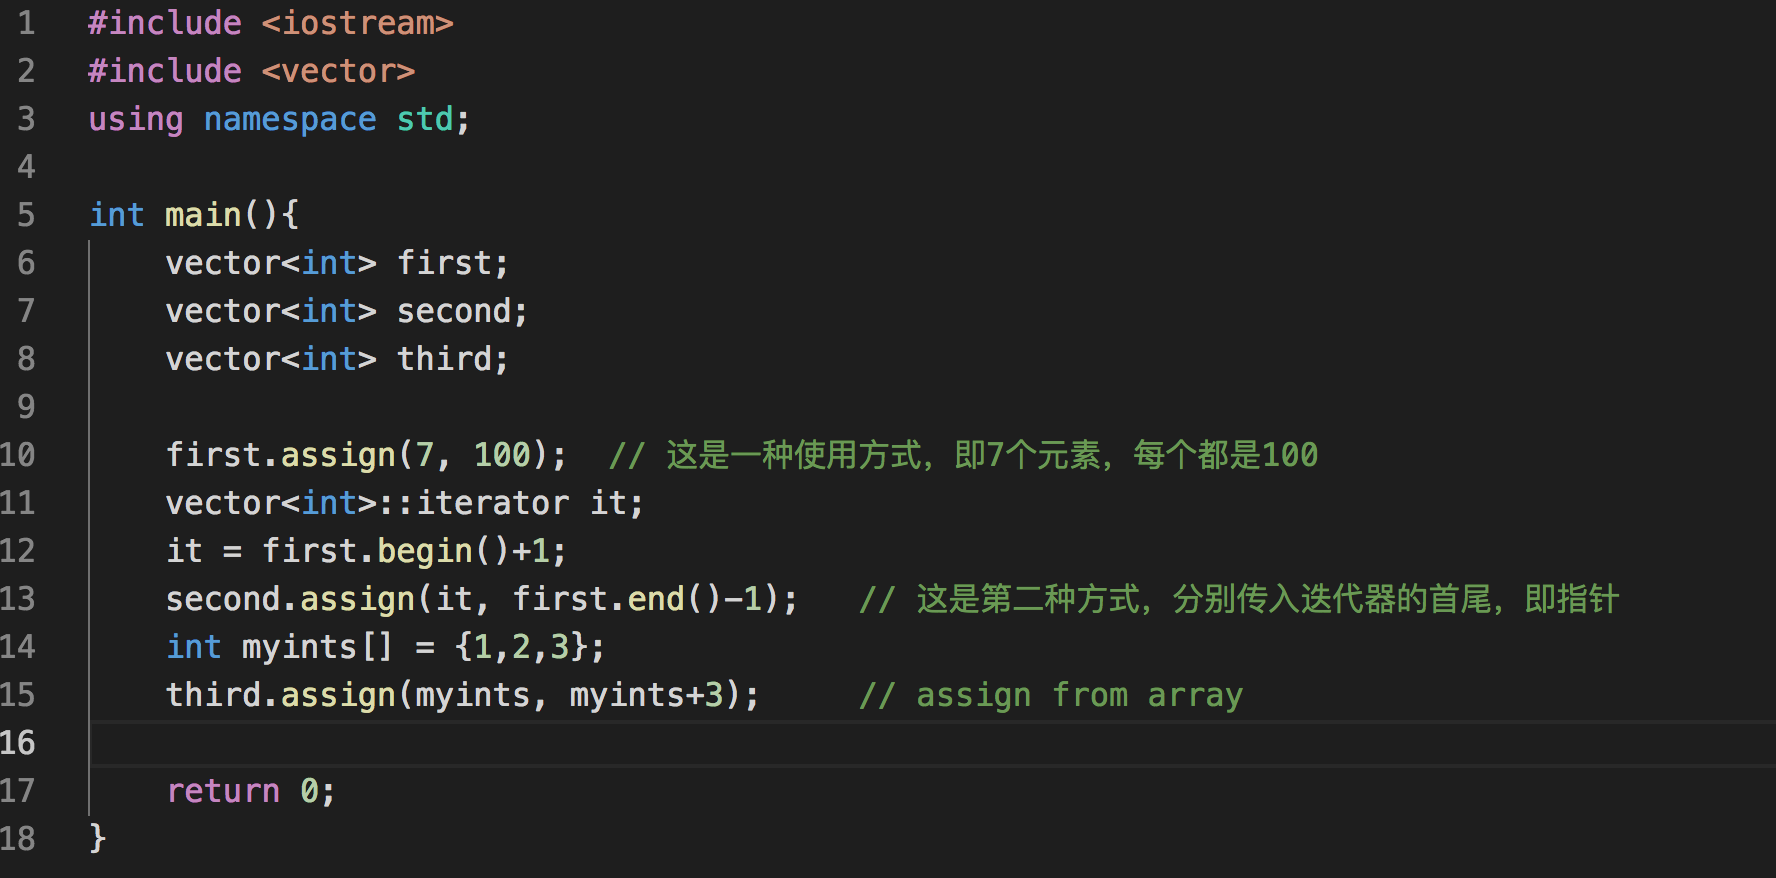 1 #include <iostream>
2 #include <vector>
3 using namespace std;
4
5 int main(){
6     vector<int> first;
7     vector<int> second;
8     vector<int> third;
9
10     first.assign(7, 100);  // 这是一种使用方式，即7个元素，每个都是100
11     vector<int>::iterator it;
12     it = first.begin()+1;
13     second.assign(it, first.end()-1);   // 这是第二种方式，分别传入迭代器的首尾，即指针
14     int myints[] = {1,2,3};
15     third.assign(myints, myints+3);     // assign from array
16
17     return 0;
18 }